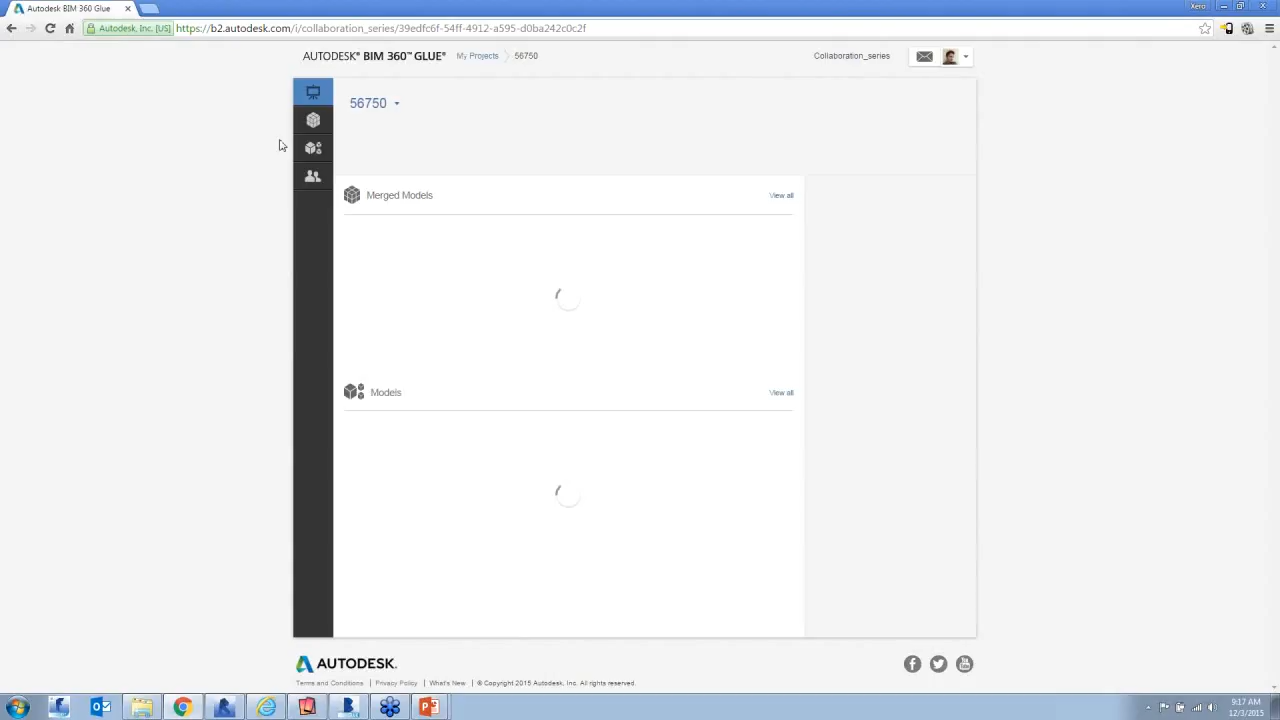 Autodesk BIM 360 Glue
Xero
Autodesk, Inc. [US]
https://b2.autodesk.com/i/collaboration_series/39edfc6f-54ff-4912-a595-d0ba242c0c2f
AUTODESK® BIM 360™ GLUE® My Projects 56750 Collaboration_series
56750
Merged Models View all
Models View all
AUTODESK.
Terms and Conditions | Privacy Policy | What's New | © Copyright 2015 Autodesk, Inc. All rights reserved.
9:17 AM
12/3/2015